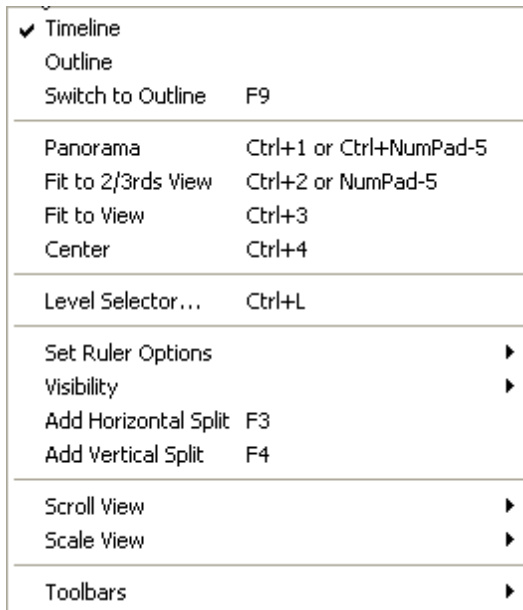 Timeline
Outline
Switch to Outline F9
Panorama Ctrl+1 or Ctrl+NumPad-5
Fit to 2/3rds View Ctrl+2 or NumPad-5
Fit to View Ctrl+3
Center Ctrl+4
Level Selector... Ctrl+L
Set Ruler Options
Visibility
Add Horizontal Split F3
Add Vertical Split F4
Scroll View
Scale View
Toolbars